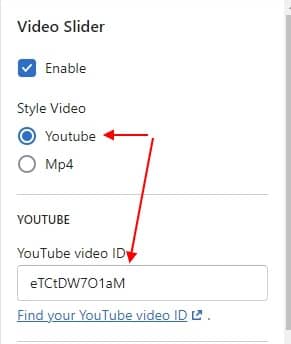 Video Slider
Enable
Style Video
Youtube
Mp4
YOUTUBE
YouTube video ID
eTCtDW7O1aM
Find your YouTube video ID .